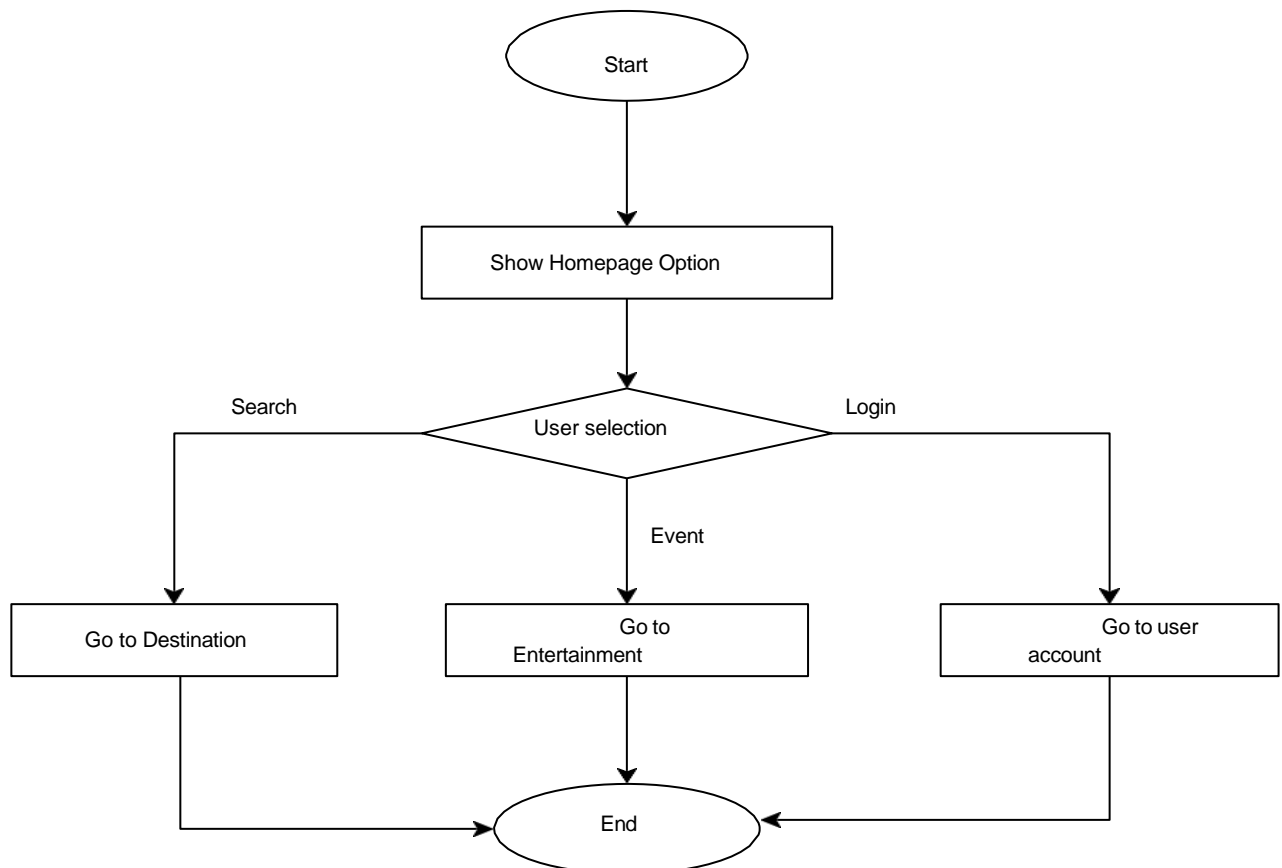 Start
Show Homepage Option
Search
Login
User selection
Event
Go to Destination
Go to
Entertainment
Go to user
account
End